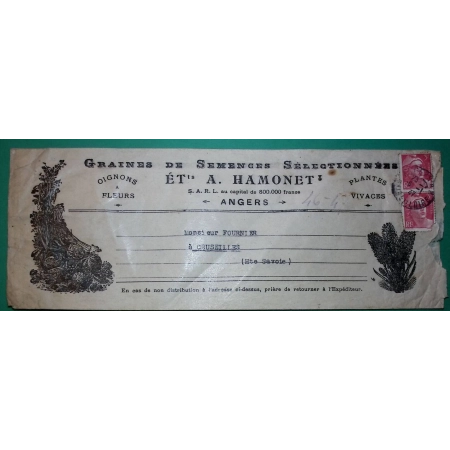 GRAINES DE SEMENCES SÉLECTIONNÉES
ÉTts A. HAMONET
S. A. R. L. au capital de 800.000 francs
ANGERS
OIGNONS
A
FLEURS
PLANTES
VIVACES
Monsieur FOURNIER
à CRUSEILLES
(Hte Savoie)
En cas de non distribution à l'adresse ci-dessus, prière de retourner à l'Expéditeur.